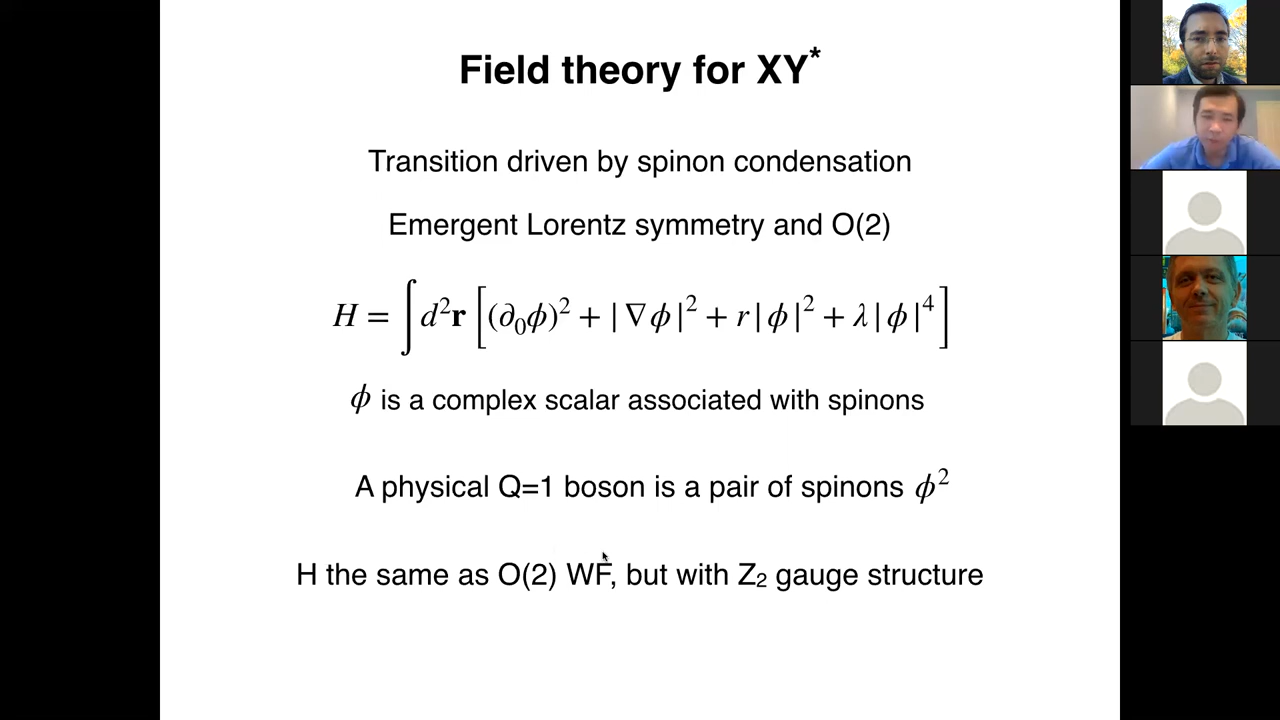 Field theory for XY*
Transition driven by spinon condensation
Emergent Lorentz symmetry and O(2)
H = ∫ d²𝐫 [(∂₀ϕ)² + |∇ϕ|² + r|ϕ|² + λ|ϕ|⁴]
ϕ is a complex scalar associated with spinons
A physical Q=1 boson is a pair of spinons ϕ²
H the same as O(2) WF, but with Z₂ gauge structure